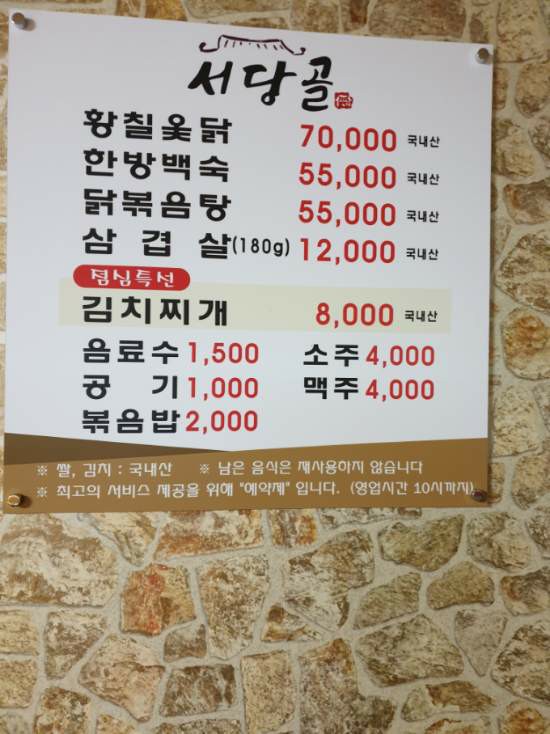 서당골
황칠옻닭 70,000 국내산
한방백숙 55,000 국내산
닭볶음탕 55,000 국내산
삼겹살(180g) 12,000 국내산
점심특선
김치찌개 8,000 국내산
음료수 1,500 소주 4,000
공기 1,000 맥주 4,000
볶음밥 2,000
※ 쌀, 김치 : 국내산 ※ 남은 음식은 재사용하지 않습니다
※ 최고의 서비스 제공을 위해 "예약제" 입니다. (영업시간 10시까지)